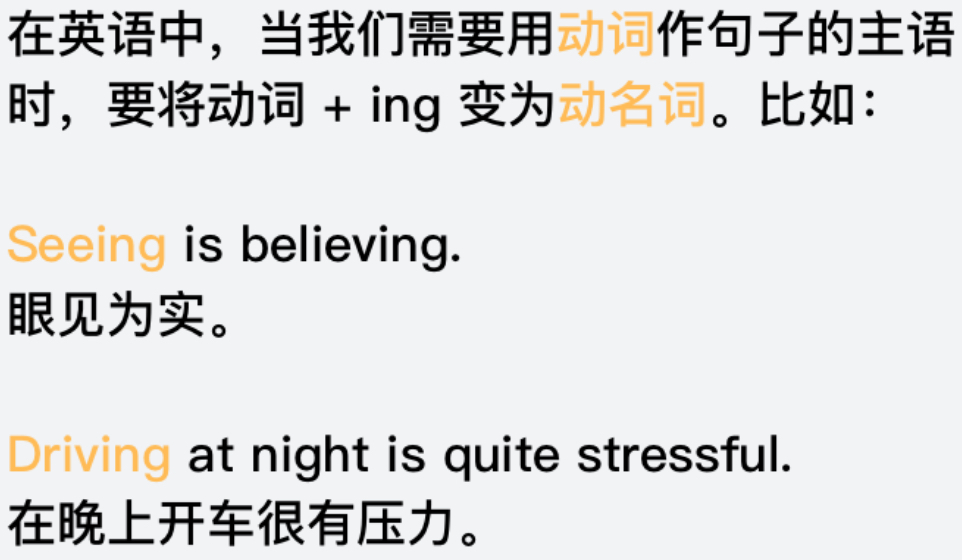 在英语中，当我们需要用动词作句子的主语
时，要将动词 + ing 变为动名词。比如：
Seeing is believing.
眼见为实。
Driving at night is quite stressful.
在晚上开车很有压力。